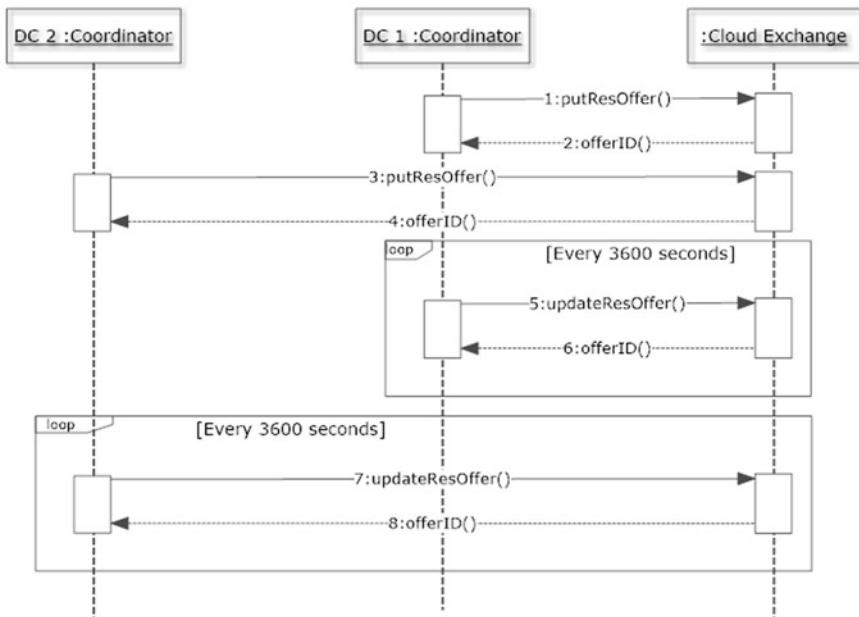 DC 2 :Coordinator
DC 1 :Coordinator
:Cloud Exchange
1:putResOffer()
2:offerID()
3:putResOffer()
4:offerID()
loop
[Every 3600 seconds]
5:updateResOffer()
6:offerID()
loop
[Every 3600 seconds]
7:updateResOffer()
8:offerID()